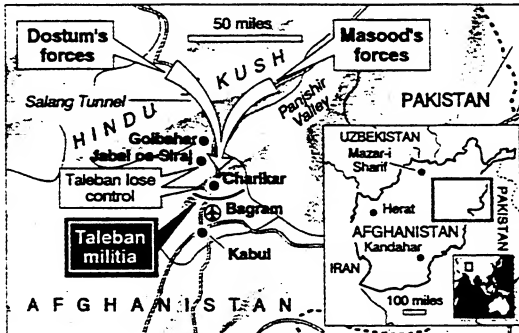 Dostum's
forces
50 miles
Masood's
forces
HINDU KUSH
Salang Tunnel
Panjshir
Valley
PAKISTAN
Golbahar
Jabal os-Siraj
Taleban lose
control
Charikar
Bagram
Taleban
militia
Kabul
AFGHANISTAN
UZBEKISTAN
Mazar-i
Sharif
Herat
AFGHANISTAN
Kandahar
IRAN
PAKISTAN
100 miles